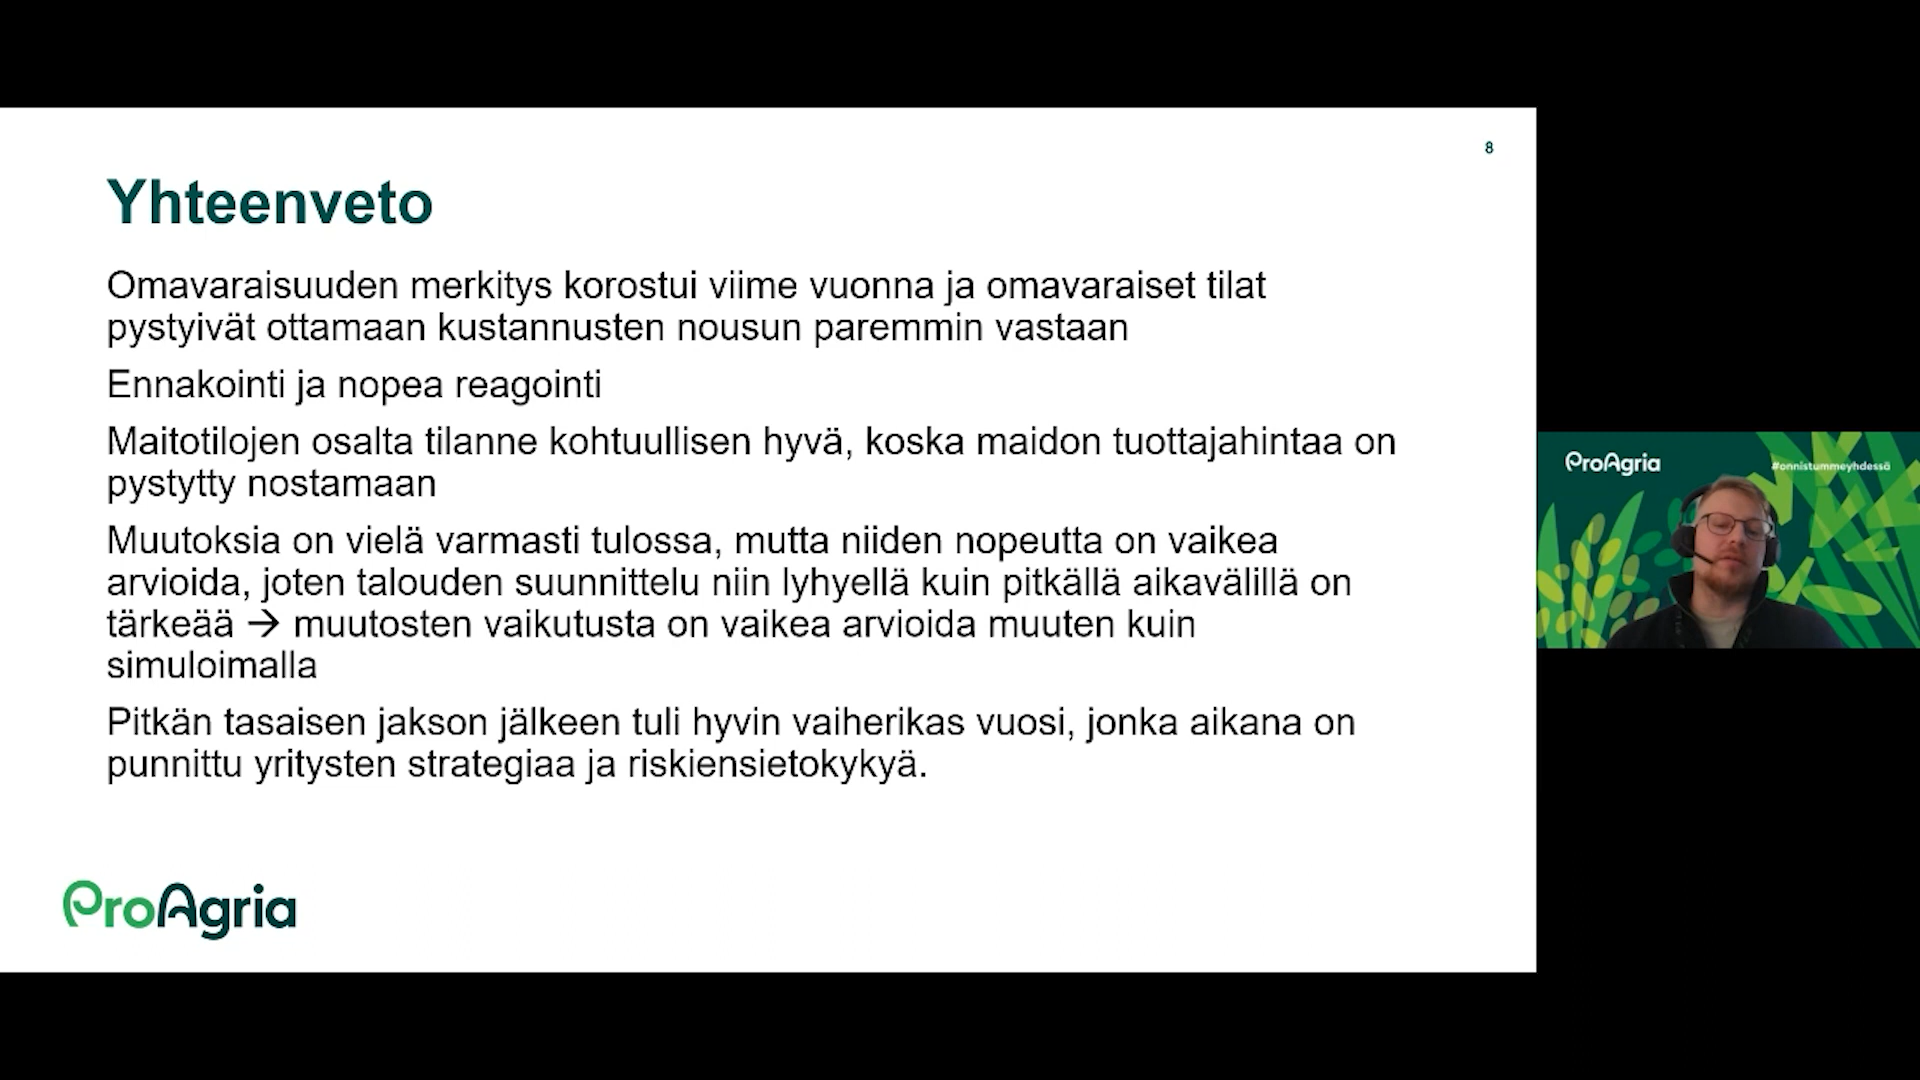 8
Yhteenveto
Omavaraisuuden merkitys korostui viime vuonna ja omavaraiset tilat
pystyivät ottamaan kustannusten nousun paremmin vastaan
Ennakointi ja nopea reagointi
Maitotilojen osalta tilanne kohtuullisen hyvä, koska maidon tuottajahintaa on
pystytty nostamaan
Muutoksia on vielä varmasti tulossa, mutta niiden nopeutta on vaikea
arvioida, joten talouden suunnittelu niin lyhyellä kuin pitkällä aikavälillä on
tärkeää → muutosten vaikutusta on vaikea arvioida muuten kuin
simuloimalla
Pitkän tasaisen jakson jälkeen tuli hyvin vaiherikas vuosi, jonka aikana on
punnittu yritysten strategiaa ja riskiensietokykyä.
ProAgria
ProAgria
#onnistummeyhdessä